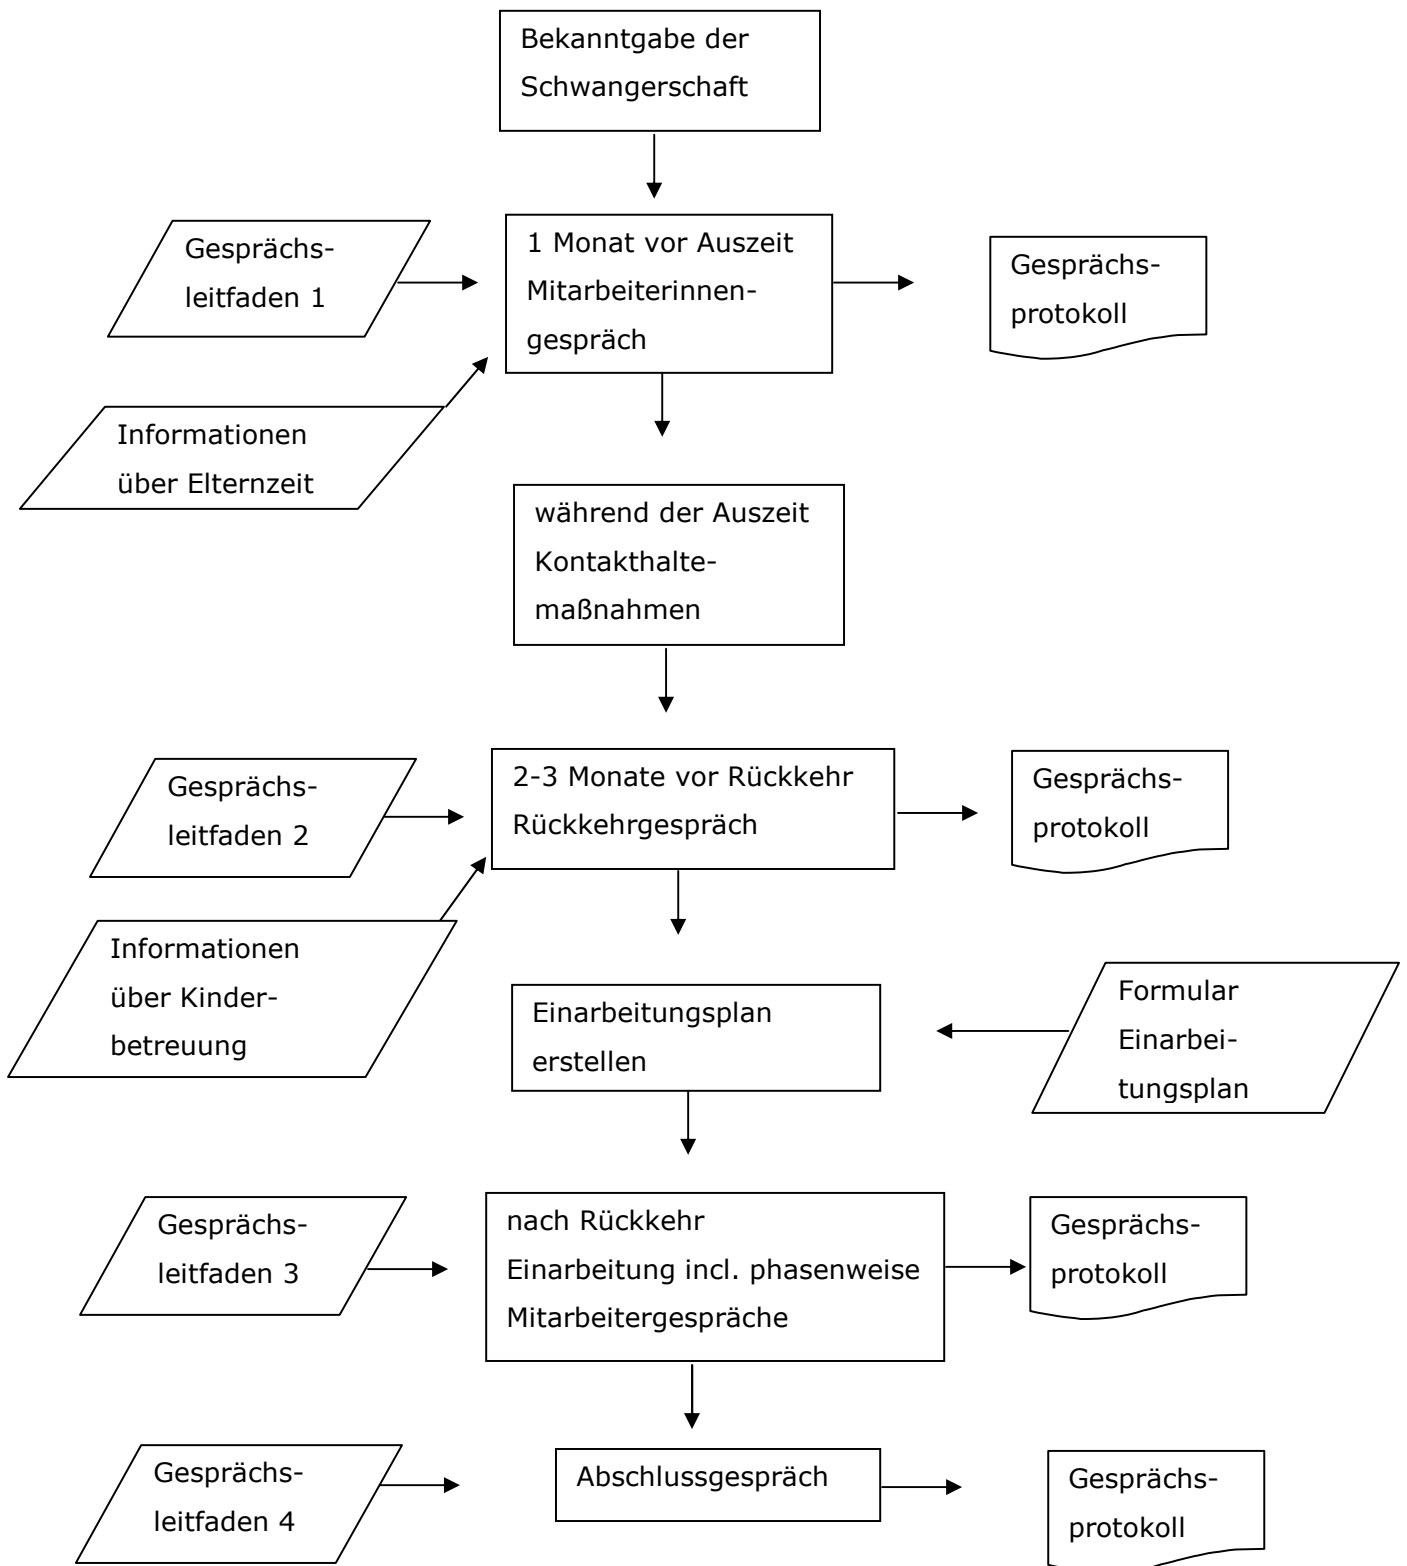 Bekanntgabe der
Schwangerschaft
Gesprächs-
leitfaden 1
1 Monat vor Auszeit
Mitarbeiterinnen-
gespräch
Gesprächs-
protokoll
Informationen
über Elternzeit
während der Auszeit
Kontakthalte-
maßnahmen
Gesprächs-
leitfaden 2
2-3 Monate vor Rückkehr
Rückkehrgespräch
Gesprächs-
protokoll
Informationen
über Kinder-
betreuung
Einarbeitungsplan
erstellen
Formular
Einarbei-
tungsplan
Gesprächs-
leitfaden 3
nach Rückkehr
Einarbeitung incl. phasenweise
Mitarbeitergespräche
Gesprächs-
protokoll
Gesprächs-
leitfaden 4
Abschlussgespräch
Gesprächs-
protokoll